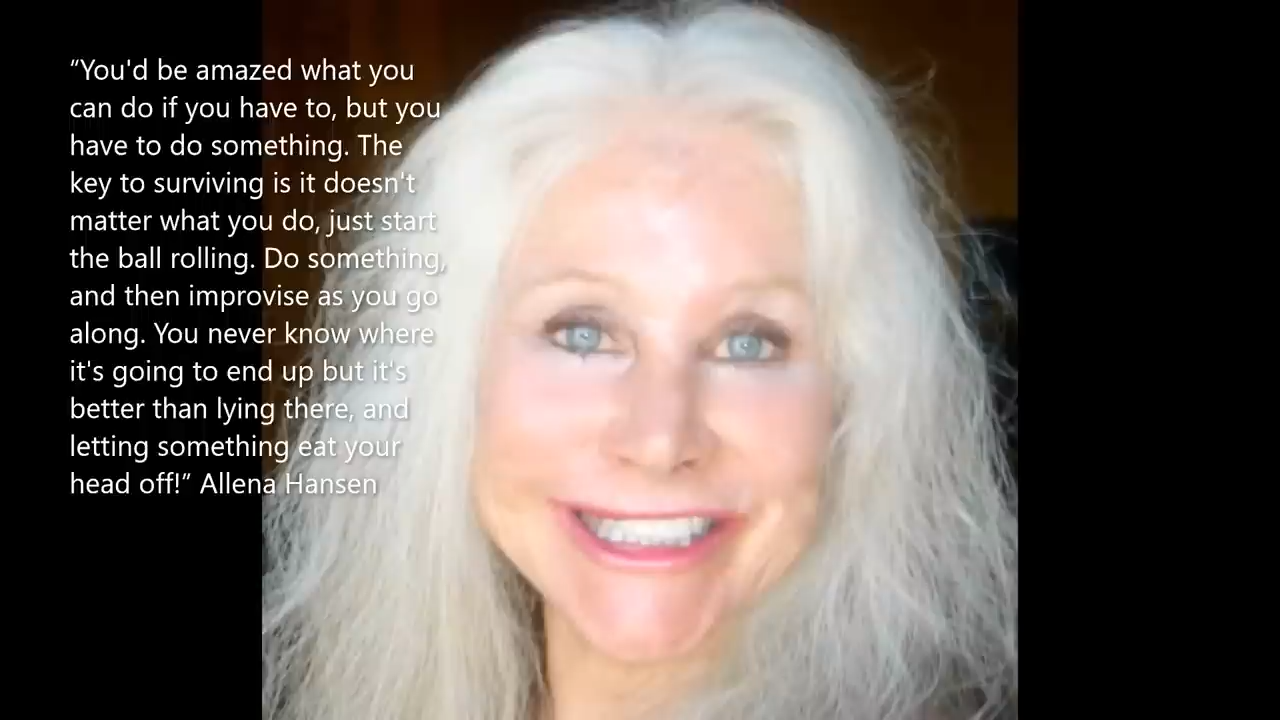 “You'd be amazed what you
can do if you have to, but you
have to do something. The
key to surviving is it doesn't
matter what you do, just start
the ball rolling. Do something,
and then improvise as you go
along. You never know where
it's going to end up but it's
better than lying there, and
letting something eat your
head off!” Allena Hansen